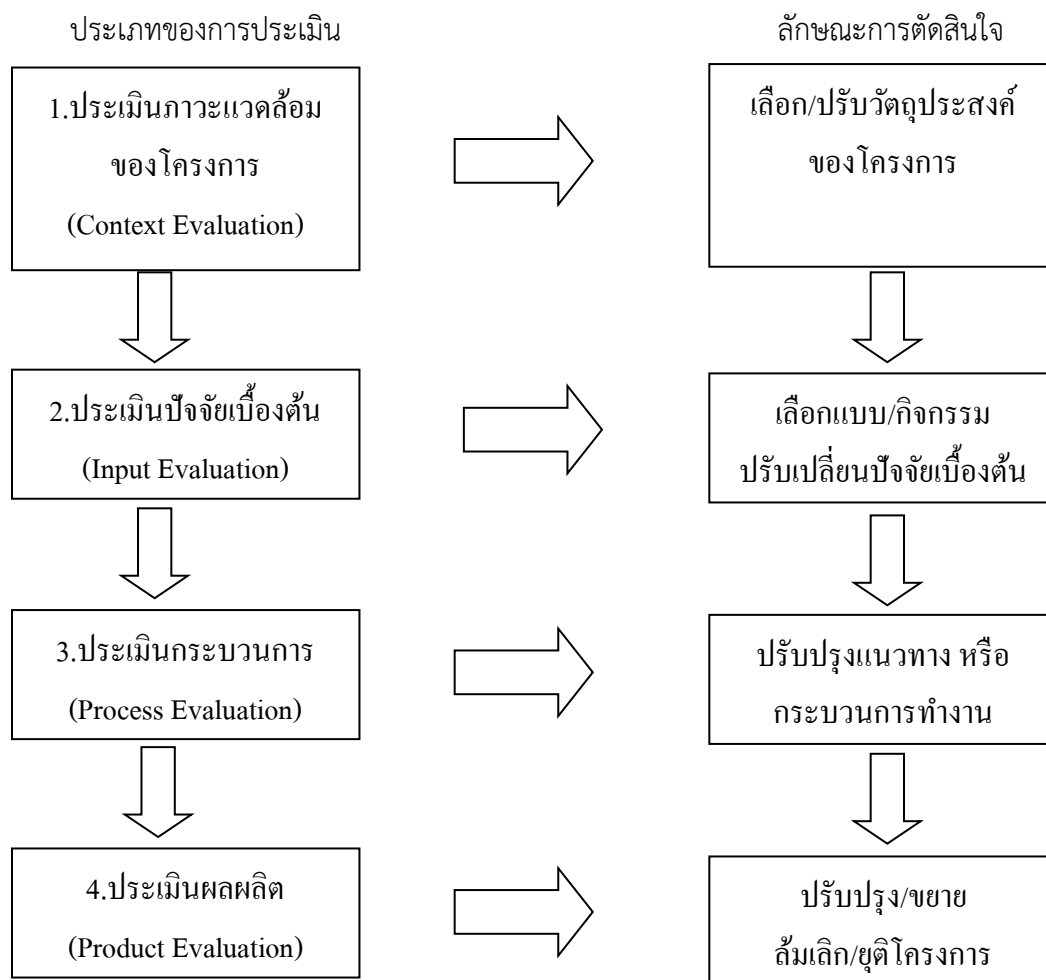 ประเภทของการประเมิน
ลักษณะการตัดสินใจ
1.ประเมินภาวะแวดล้อม
ของโครงการ
(Context Evaluation)
เลือก/ปรับวัตถุประสงค์
ของโครงการ
2.ประเมินปัจจัยเบื้องต้น
(Input Evaluation)
เลือกแบบ/กิจกรรม
ปรับเปลี่ยนปัจจัยเบื้องต้น
3.ประเมินกระบวนการ
(Process Evaluation)
ปรับปรุงแนวทาง หรือ
กระบวนการทำงาน
4.ประเมินผลผลิต
(Product Evaluation)
ปรับปรุง/ขยาย
ล้มเลิก/ยุติโครงการ